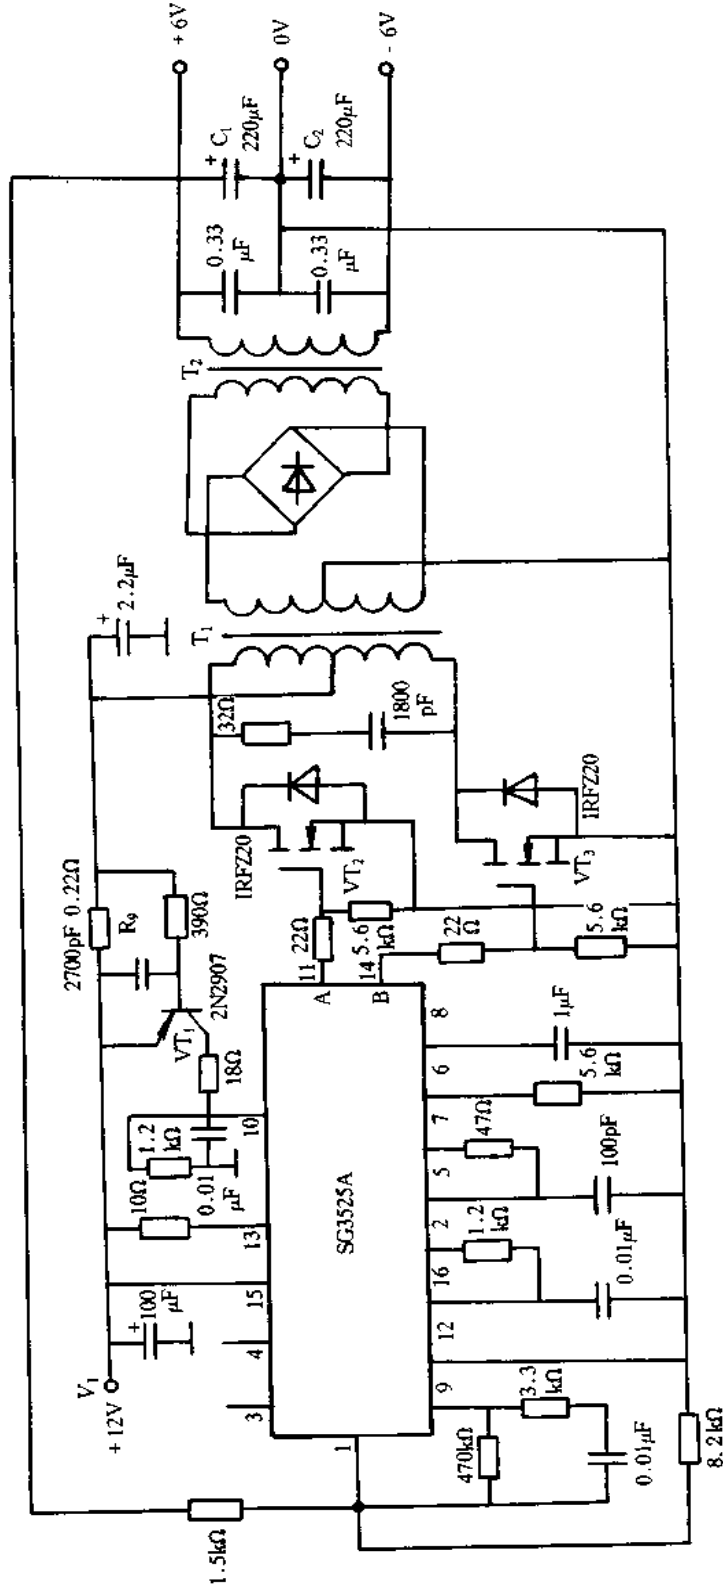 +6V
0V
- 6V
+ C₁
220μF
+ C₂
220μF
0.33
μF
0.33
μF
T₂
+ 2.2μF
T₁
32Ω
1800
pF
2700pF 0.22Ω
R₉
390Ω
IRFZ20
VT₂
IRFZ20
VT₃
2N2907
VT₁
18Ω
22Ω
5.6
kΩ
22
Ω
5.6
kΩ
11
A
14
B
1.2
kΩ
10Ω
0.01
μF
10
13
15
4
3
1
SG3525A
8
6
7
5
2
16
12
9
1μF
5.6
kΩ
47Ω
100pF
1.2
kΩ
0.01μF
+ 100
μF
V₁
+12V
470kΩ
3.3
kΩ
0.01μF
1.5kΩ
8.2kΩ